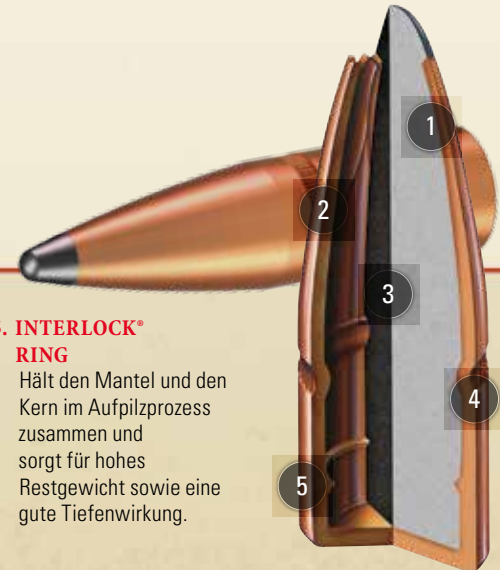 1
2
3
4
5
. INTERLOCK®
RING
Hält den Mantel und den
Kern im Aufpilzprozess
zusammen und
sorgt für hohes
Restgewicht sowie eine
gute Tiefenwirkung.